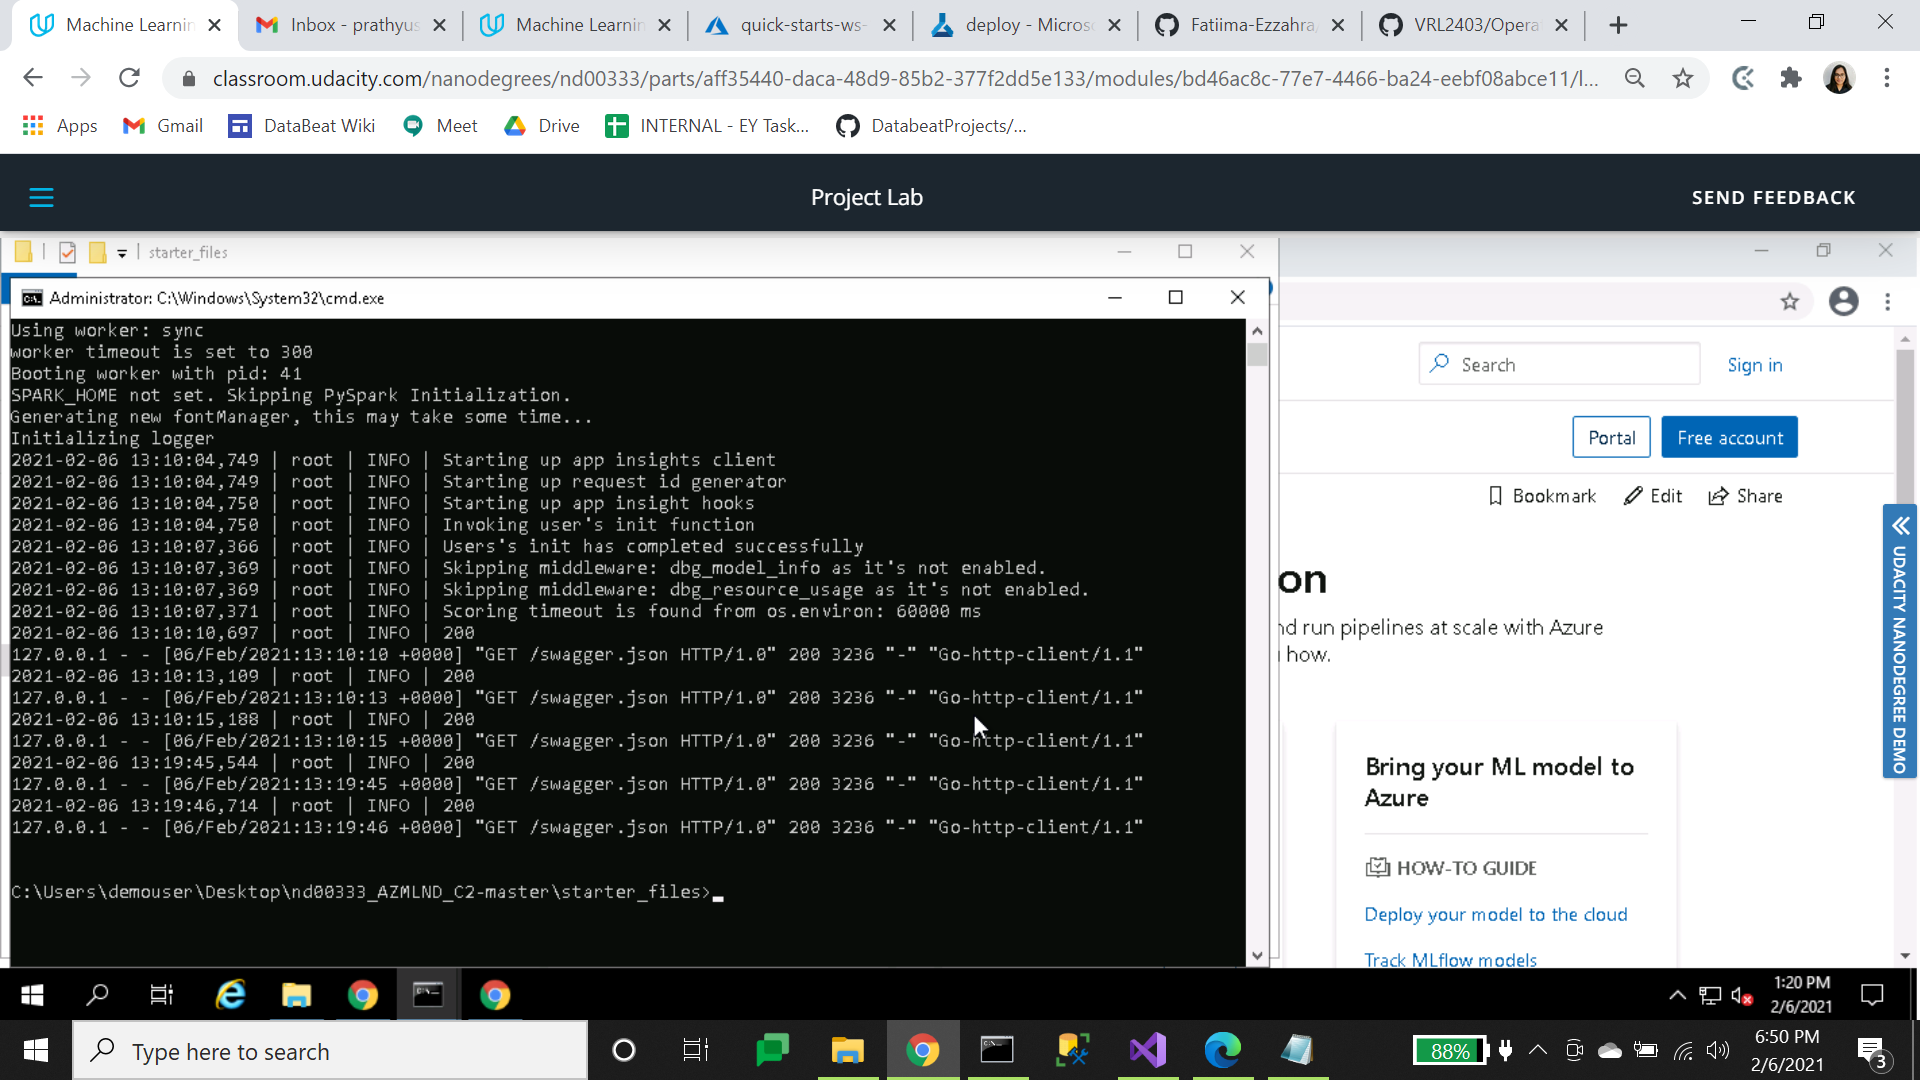 Machine Learnin
Inbox - prathyus
Machine Learnin
quick-starts-ws-
deploy - Micros
Fatiima-Ezzahra
VRL2403/Opera
classroom.udacity.com/nanodegrees/nd00333/parts/aff35440-daca-48d9-85b2-377f2dd5e133/modules/bd46ac8c-77e7-4466-ba24-eebf08abce11/l...
Apps
Gmail
DataBeat Wiki
Meet
Drive
INTERNAL - EY Task...
DatabeatProjects/...
Project Lab
SEND FEEDBACK
starter_files
Administrator: C:\Windows\System32\cmd.exe
Using worker: sync
worker timeout is set to 300
Booting worker with pid: 41
SPARK_HOME not set. Skipping PySpark Initialization.
Generating new fontManager, this may take some time...
Initializing logger
2021-02-06 13:10:04,749 | root | INFO | Starting up app insights client
2021-02-06 13:10:04,749 | root | INFO | Starting up request id generator
2021-02-06 13:10:04,750 | root | INFO | Starting up app insight hooks
2021-02-06 13:10:04,750 | root | INFO | Invoking user's init function
2021-02-06 13:10:07,366 | root | INFO | Users's init has completed successfully
2021-02-06 13:10:07,369 | root | INFO | Skipping middleware: dbg_model_info as it's not enabled.
2021-02-06 13:10:07,369 | root | INFO | Skipping middleware: dbg_resource_usage as it's not enabled.
2021-02-06 13:10:07,371 | root | INFO | Scoring timeout is found from os.environ: 60000 ms
2021-02-06 13:10:10,697 | root | INFO | 200
127.0.0.1 - - [06/Feb/2021:13:10:10 +0000] "GET /swagger.json HTTP/1.0" 200 3236 "-" "Go-http-client/1.1"
2021-02-06 13:10:13,109 | root | INFO | 200
127.0.0.1 - - [06/Feb/2021:13:10:13 +0000] "GET /swagger.json HTTP/1.0" 200 3236 "-" "Go-http-client/1.1"
2021-02-06 13:10:15,188 | root | INFO | 200
127.0.0.1 - - [06/Feb/2021:13:10:15 +0000] "GET /swagger.json HTTP/1.0" 200 3236 "-" "Go-http-client/1.1"
2021-02-06 13:19:45,544 | root | INFO | 200
127.0.0.1 - - [06/Feb/2021:13:19:45 +0000] "GET /swagger.json HTTP/1.0" 200 3236 "-" "Go-http-client/1.1"
2021-02-06 13:19:46,714 | root | INFO | 200
127.0.0.1 - - [06/Feb/2021:13:19:46 +0000] "GET /swagger.json HTTP/1.0" 200 3236 "-" "Go-http-client/1.1"
C:\Users\demouser\Desktop\nd00333_AZMLND_C2-master\starter_files>
Search
Sign in
Portal
Free account
Bookmark
Edit
Share
on
nd run pipelines at scale with Azure
how.
Bring your ML model to
Azure
HOW-TO GUIDE
Deploy your model to the cloud
Track MLflow models
UDACITY NANODEGREE DEMO
1:20 PM
2/6/2021
Type here to search
88%
6:50 PM
2/6/2021
3